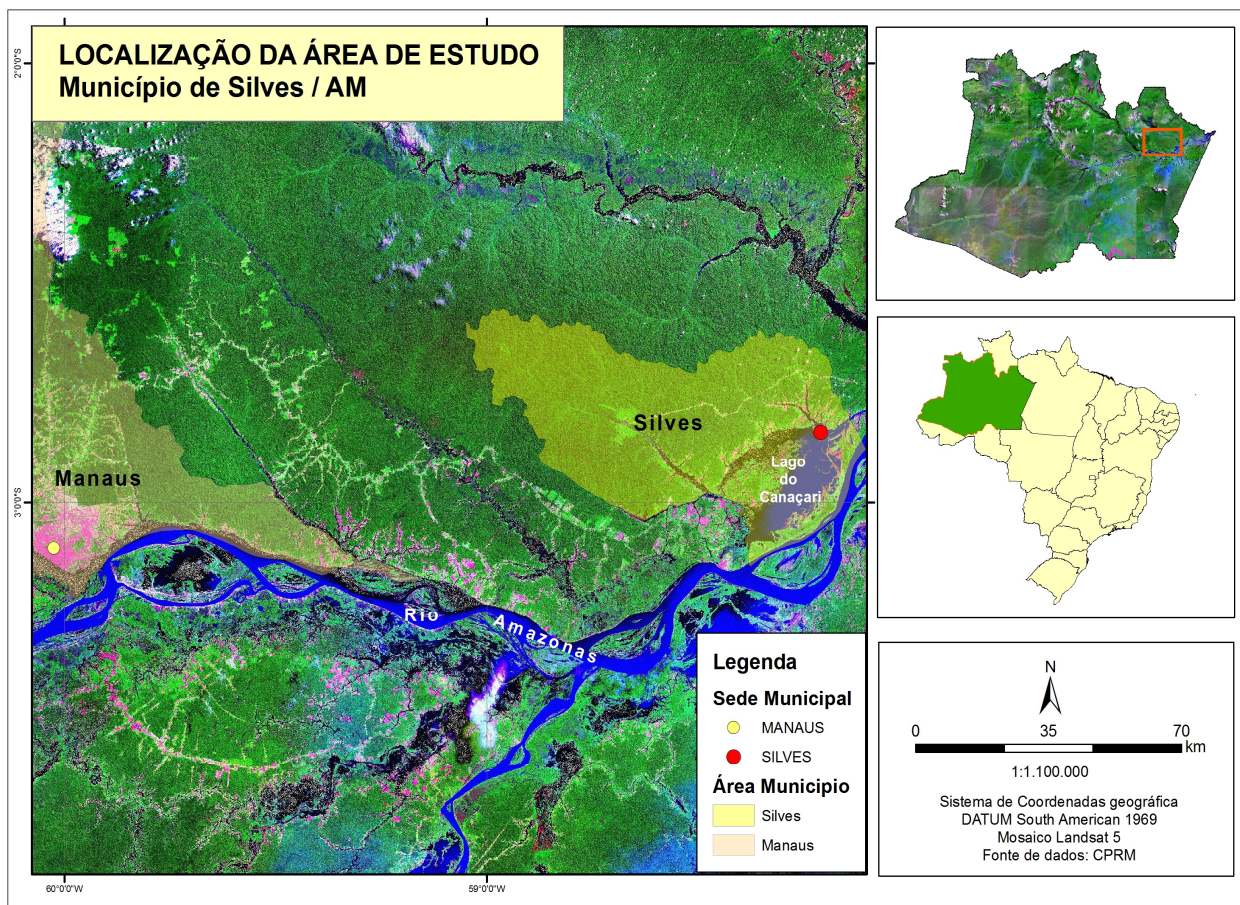 LOCALIZAÇÃO DA ÁREA DE ESTUDO
Município de Silves / AM
2°0'0"S
3°0'0"S
60°0'0"W
59°0'0"W
Manaus
Silves
Lago
do
Canaçari
Rio
Amazonas
Legenda
Sede Municipal
MANAUS
SILVES
Área Municipio
Silves
Manaus
N
0 35 70
km
1:1.100.000
Sistema de Coordenadas geográfica
DATUM South American 1969
Mosaico Landsat 5
Fonte de dados: CPRM